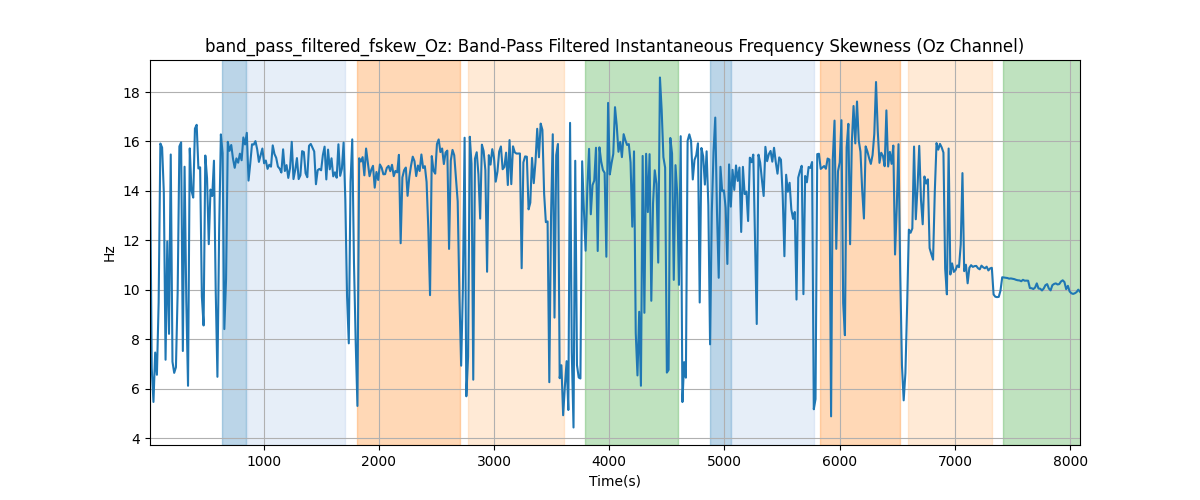 band_pass_filtered_fskew_Oz: Band-Pass Filtered Instantaneous Frequency Skewness (Oz Channel)
Hz
18
16
14
12
10
8
6
4
1000 2000 3000 4000 5000 6000 7000 8000
Time(s)